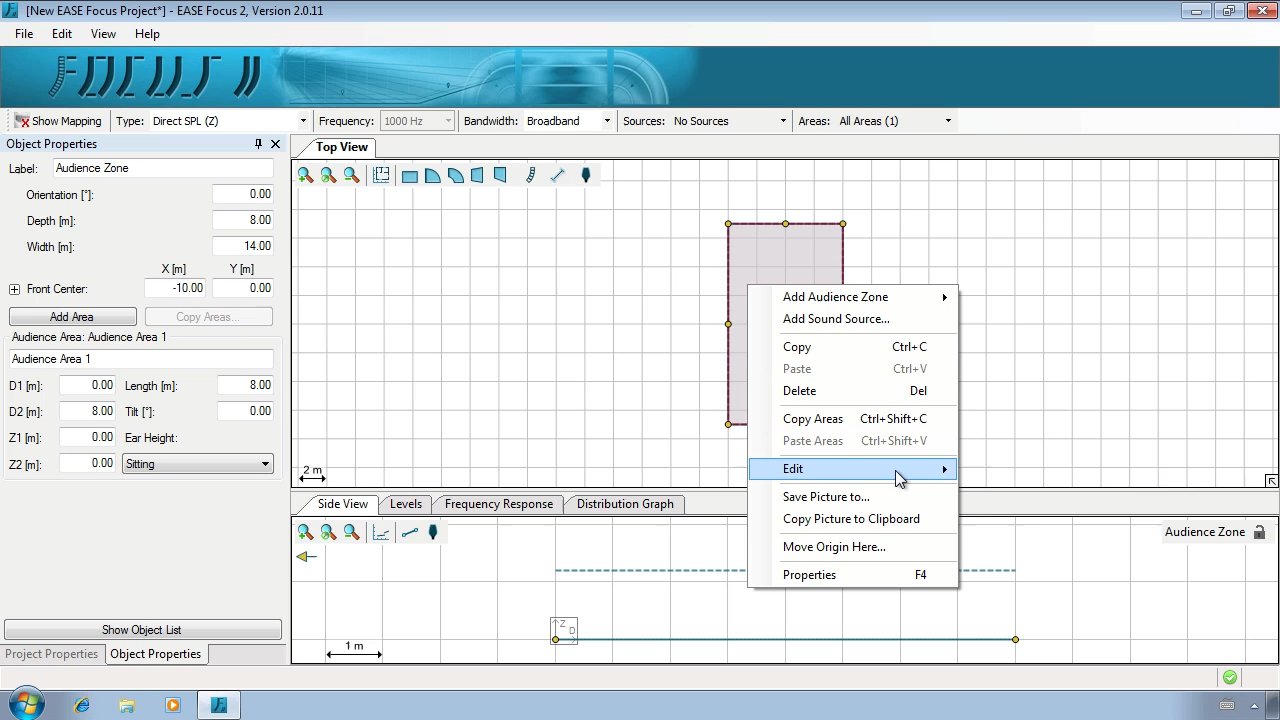 [New EASE Focus Project*] - EASE Focus 2, Version 2.0.11
File Edit View Help
FOCUS II
Show Mapping Type: Direct SPL (Z) Frequency: 1000 Hz Bandwidth: Broadband Sources: No Sources Areas: All Areas (1)
Object Properties
Label: Audience Zone
Orientation [°]: 0.00
Depth [m]: 8.00
Width [m]: 14.00
X [m] Y [m]
Front Center: -10.00 0.00
Add Area Copy Areas...
Audience Area: Audience Area 1
Audience Area 1
D1 [m]: 0.00 Length [m]: 8.00
D2 [m]: 8.00 Tilt [°]: 0.00
Z1 [m]: 0.00 Ear Height:
Z2 [m]: 0.00 Sitting
Show Object List
Project Properties Object Properties
Top View
2 m
Add Audience Zone
Add Sound Source...
Copy Ctrl+C
Paste Ctrl+V
Delete Del
Copy Areas Ctrl+Shift+C
Paste Areas Ctrl+Shift+V
Edit
Save Picture to...
Copy Picture to Clipboard
Move Origin Here...
Properties F4
Side View Levels Frequency Response Distribution Graph
Audience Zone
Z
D
1 m